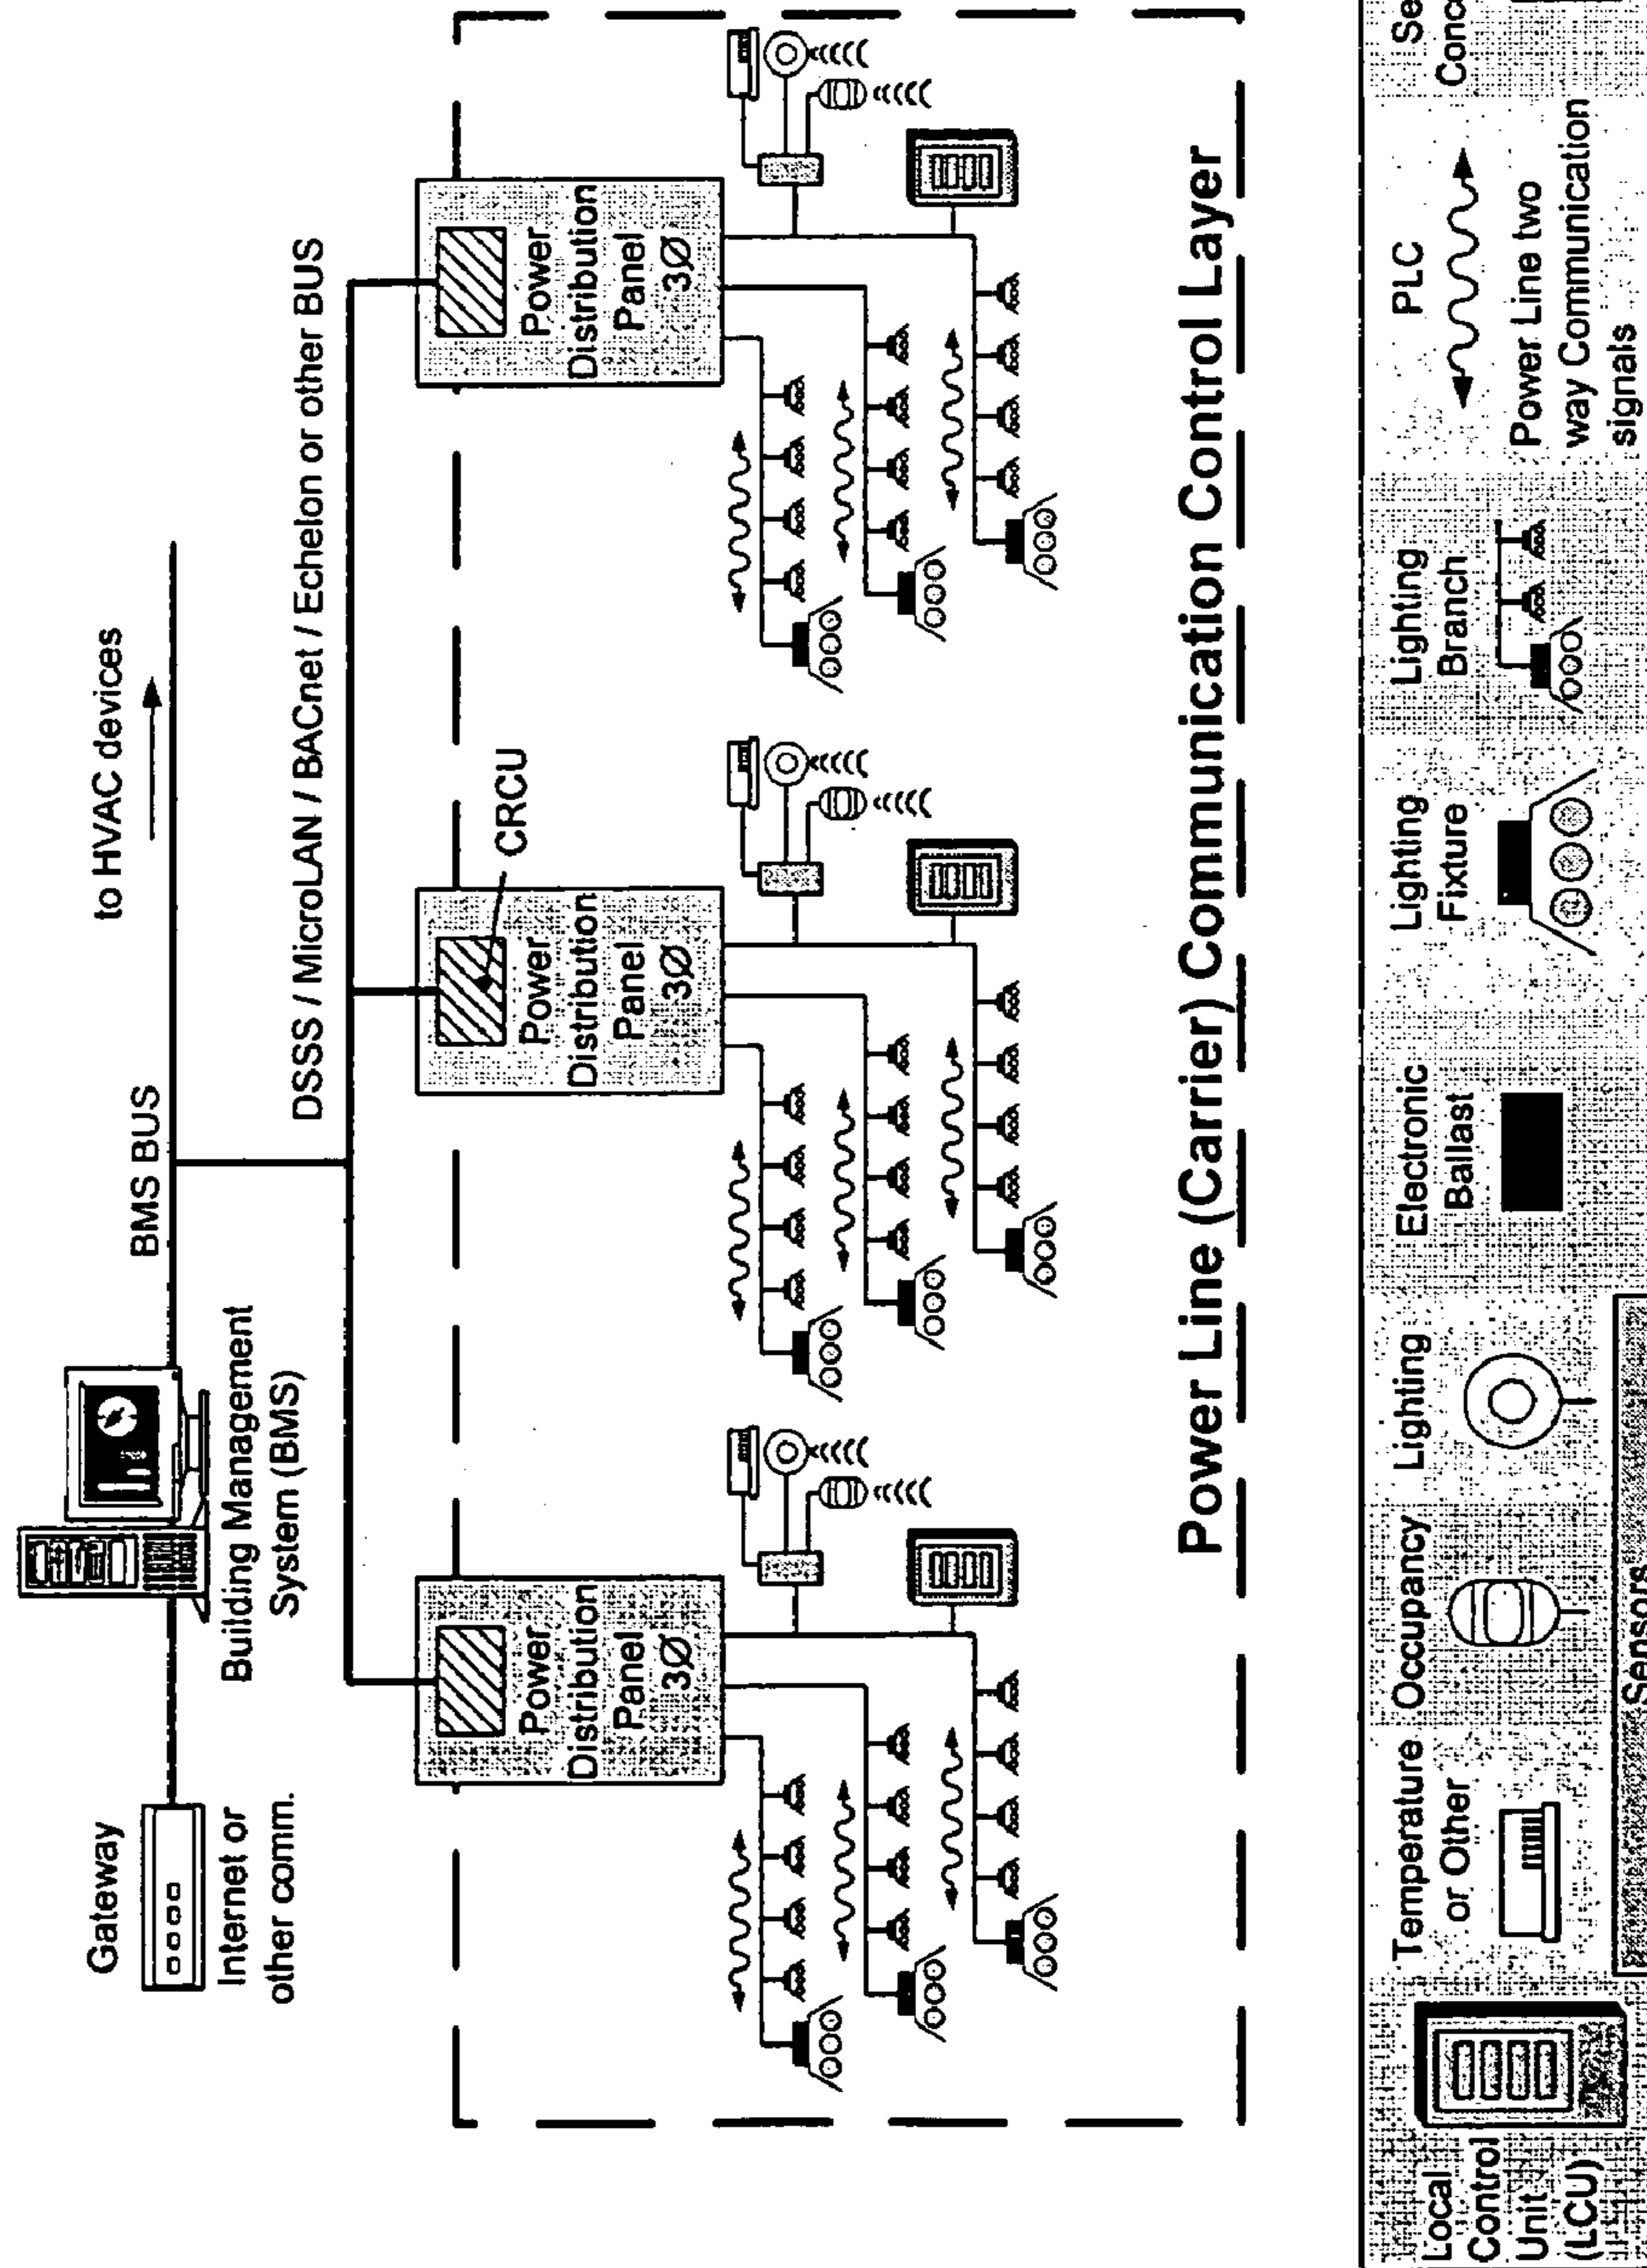 to HVAC devices
BMS BUS
Gateway
Internet or
other comm.
Building Management
System (BMS)
DSSS / MicroLAN / BACnet / Echelon or other BUS
CRCU
Power
Distribution
Panel
3Ø
Power
Distribution
Panel
3Ø
Power
Distribution
Panel
3Ø
Power Line (Carrier) Communication Control Layer
Local
Control
Unit
(LCU)
Temperature
or Other
Occupancy
Lighting
Sensors
Electronic
Ballast
Lighting
Fixture
Lighting
Branch
PLC
Power Line two
way Communication
signals